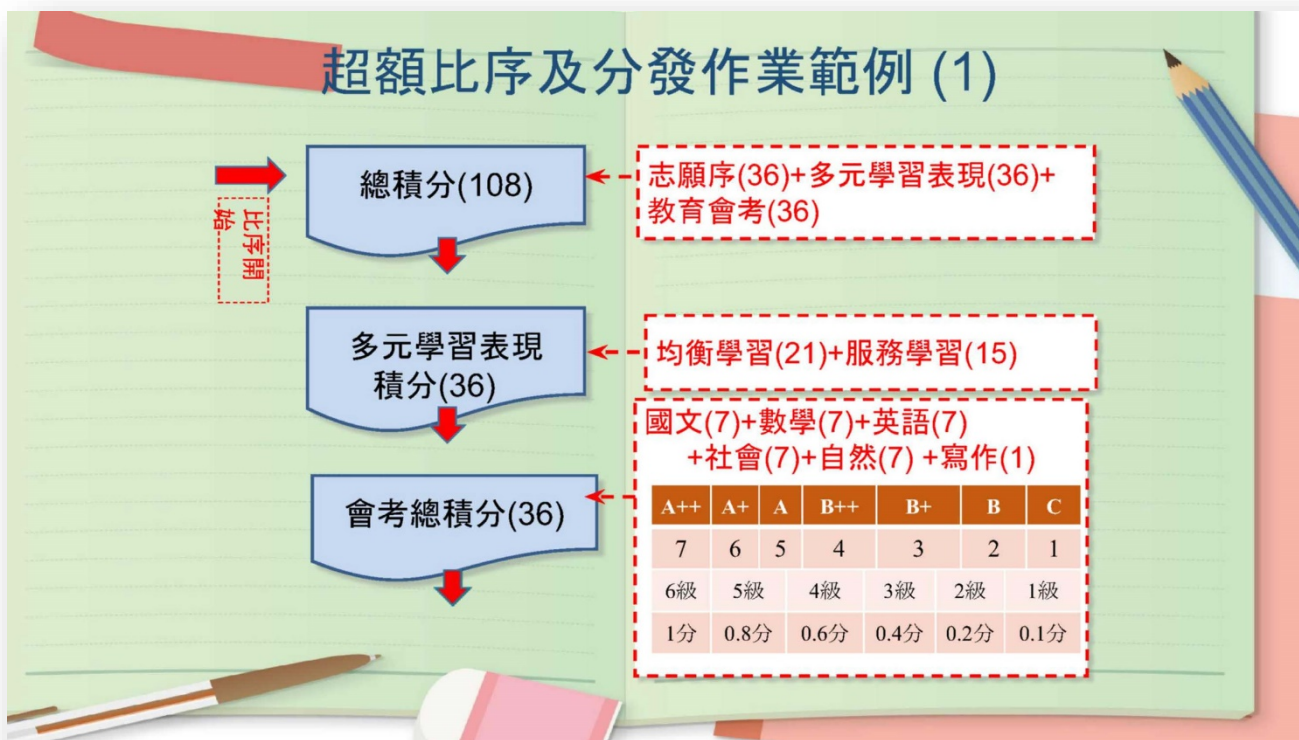 超額比序及分發作業範例 (1)
比序開
始
總積分(108)
志願序(36)+多元學習表現(36)+
教育會考(36)
多元學習表現
積分(36)
均衡學習(21)+服務學習(15)
會考總積分(36)
國文(7)+數學(7)+英語(7)
+社會(7)+自然(7) +寫作(1)
A++ A+ A B++ B+ B C
7 6 5 4 3 2 1
6級 5級 4級 3級 2級 1級
1分 0.8分 0.6分 0.4分 0.2分 0.1分